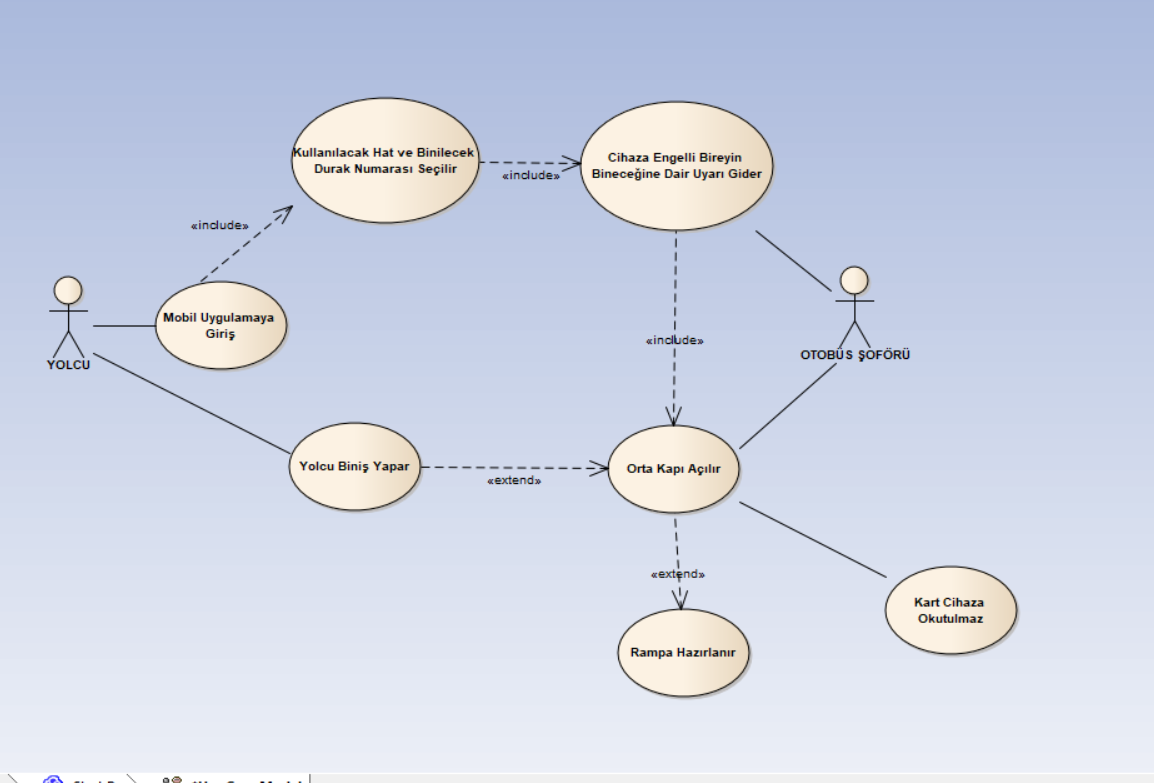 Kullanılacak Hat ve Binilecek
Durak Numarası Seçilir
«include»
Cihaza Engelli Bireyin
Bineceğine Dair Uyarı Gider
«include»
Mobil Uygulamaya
Giriş
YOLCU
«include»
OTOBÜS ŞOFÖRÜ
Yolcu Biniş Yapar
«extend»
Orta Kapı Açılır
«extend»
Kart Cihaza
Okutulmaz
Rampa Hazırlanır